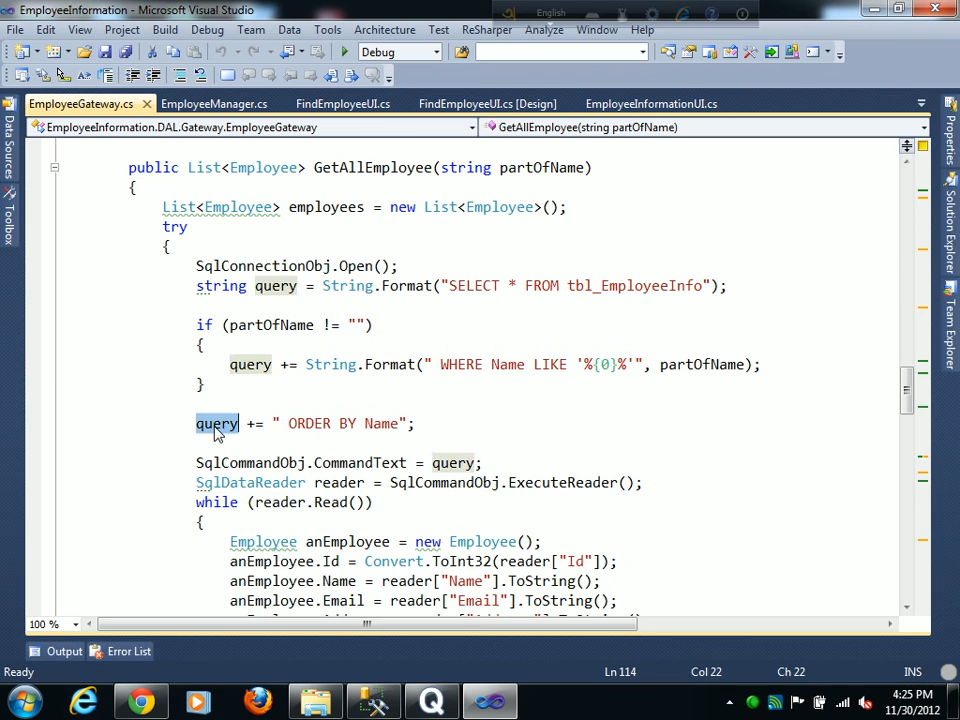 EmployeeInformation - Microsoft Visual Studio
English
File Edit View Project Build Debug Team Data Tools Architecture Test ReSharper Analyze Window Help
Debug
EmployeeGateway.cs EmployeeManager.cs FindEmployeeUI.cs FindEmployeeUI.cs [Design] EmployeeInformationUI.cs
EmployeeInformation.DAL.Gateway.EmployeeGateway GetAllEmployee(string partOfName)
public List<Employee> GetAllEmployee(string partOfName)
{
List<Employee> employees = new List<Employee>();
try
{
SqlConnectionObj.Open();
string query = String.Format("SELECT * FROM tbl_EmployeeInfo");
if (partOfName != "")
{
query += String.Format(" WHERE Name LIKE '%{0}%'", partOfName);
}
query += " ORDER BY Name";
SqlCommandObj.CommandText = query;
SqlDataReader reader = SqlCommandObj.ExecuteReader();
while (reader.Read())
{
Employee anEmployee = new Employee();
anEmployee.Id = Convert.ToInt32(reader["Id"]);
anEmployee.Name = reader["Name"].ToString();
anEmployee.Email = reader["Email"].ToString();
Data Sources
Toolbox
Properties
Solution Explorer
Team Explorer
100 %
Output Error List
Ready Ln 114 Col 22 Ch 22 INS
4:25 PM
11/30/2012